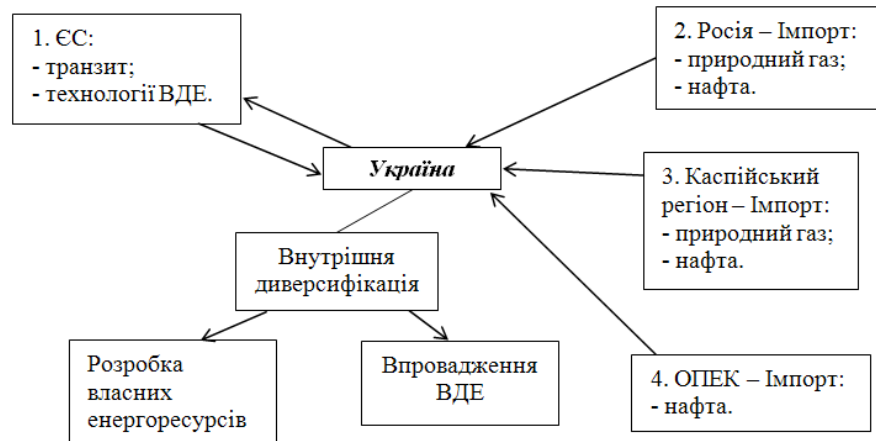 1. ЄС:
- транзит;
- технології ВДЕ.
2. Росія – Імпорт:
- природний газ;
- нафта.
Україна
3. Каспійський
регіон – Імпорт:
- природний газ;
- нафта.
Внутрішня
диверсифікація
Розробка
власних
енергоресурсів
Впровадження
ВДЕ
4. ОПЕК – Імпорт:
- нафта.